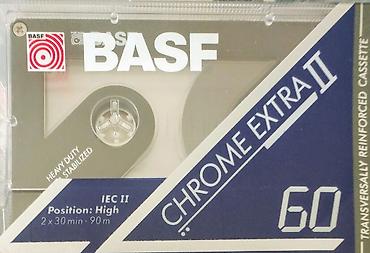 BASF
BASF
HEAVY DUTY
STABILIZED
IEC II
Position: High
2 x 30 min - 90 m
CHROME EXTRA II
60
TRANSVERSALLY REINFORCED CASSETTE